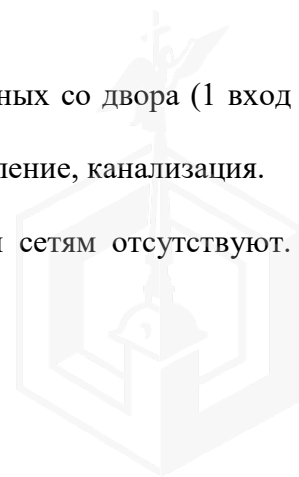 ных со двора (1 вход
ление, канализация.
сетям отсутствуют.